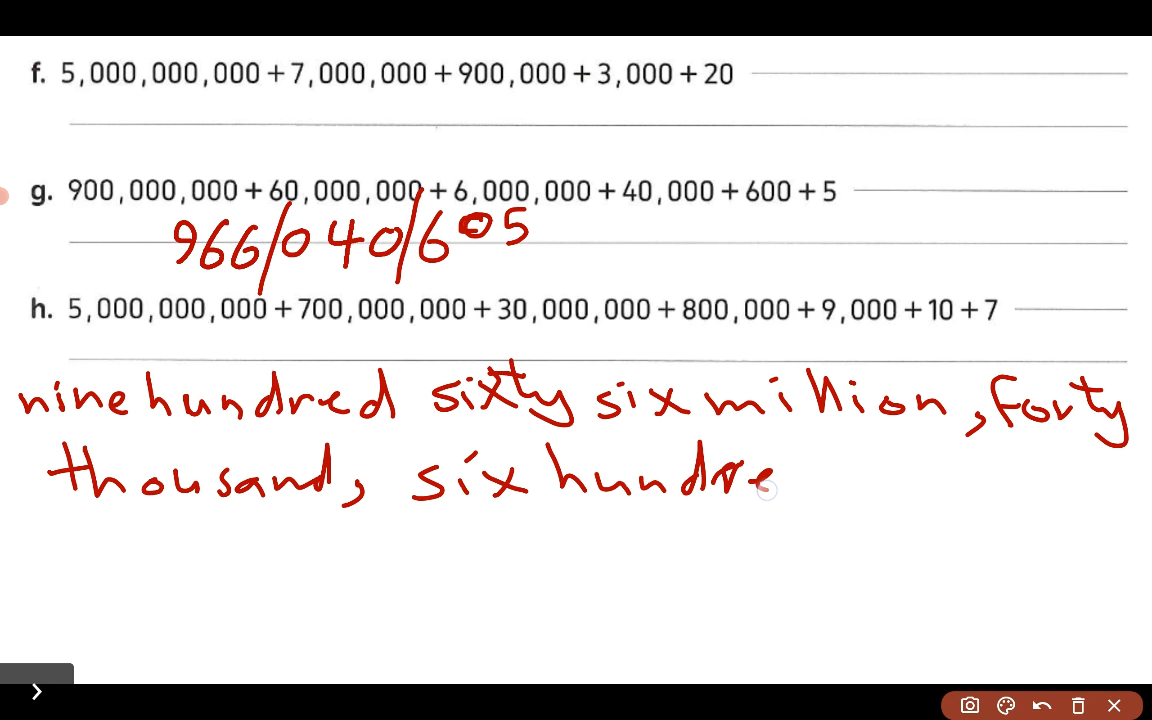 f. 5,000,000,000 + 7,000,000 + 900,000 + 3,000 + 20
g. 900,000,000 + 60,000,000 + 6,000,000 + 40,000 + 600 + 5
966/040/605
h. 5,000,000,000 + 700,000,000 + 30,000,000 + 800,000 + 9,000 + 10 + 7
nine hundred sixty six million, forty
thousand, six hundre